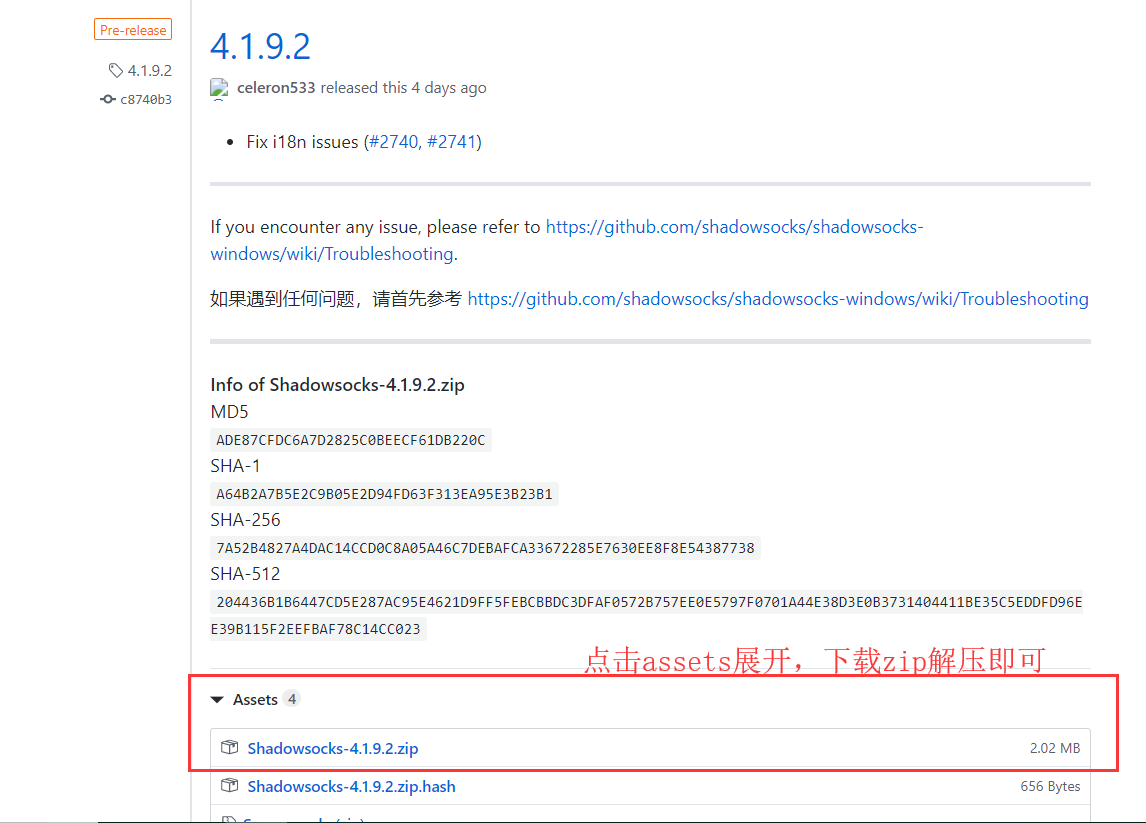 Pre-release
4.1.9.2
c8740b3
4.1.9.2
celeron533 released this 4 days ago
Fix i18n issues (#2740, #2741)
If you encounter any issue, please refer to https://github.com/shadowsocks/shadowsocks-
windows/wiki/Troubleshooting.
如果遇到任何问题，请首先参考 https://github.com/shadowsocks/shadowsocks-windows/wiki/Troubleshooting
Info of Shadowsocks-4.1.9.2.zip
MD5
ADE87CFDC6A7D2825C0BEECF61DB220C
SHA-1
A64B2A7B5E2C9B05E2D94FD63F313EA95E3B23B1
SHA-256
7A52B4827A4DAC14CCD0C8A05A46C7DEBAFCA33672285E7630EE8F8E54387738
SHA-512
204436B1B6447CD5E287AC95E4621D9FF5FEBCBBDC3DFAF0572B757EE0E5797F0701A44E38D3E0B3731404411BE35C5EDDFD96E
E39B115F2EEFBAF78C14CC023
点击assets展开，下载zip解压即可
Assets 4
Shadowsocks-4.1.9.2.zip 2.02 MB
Shadowsocks-4.1.9.2.zip.hash 656 Bytes